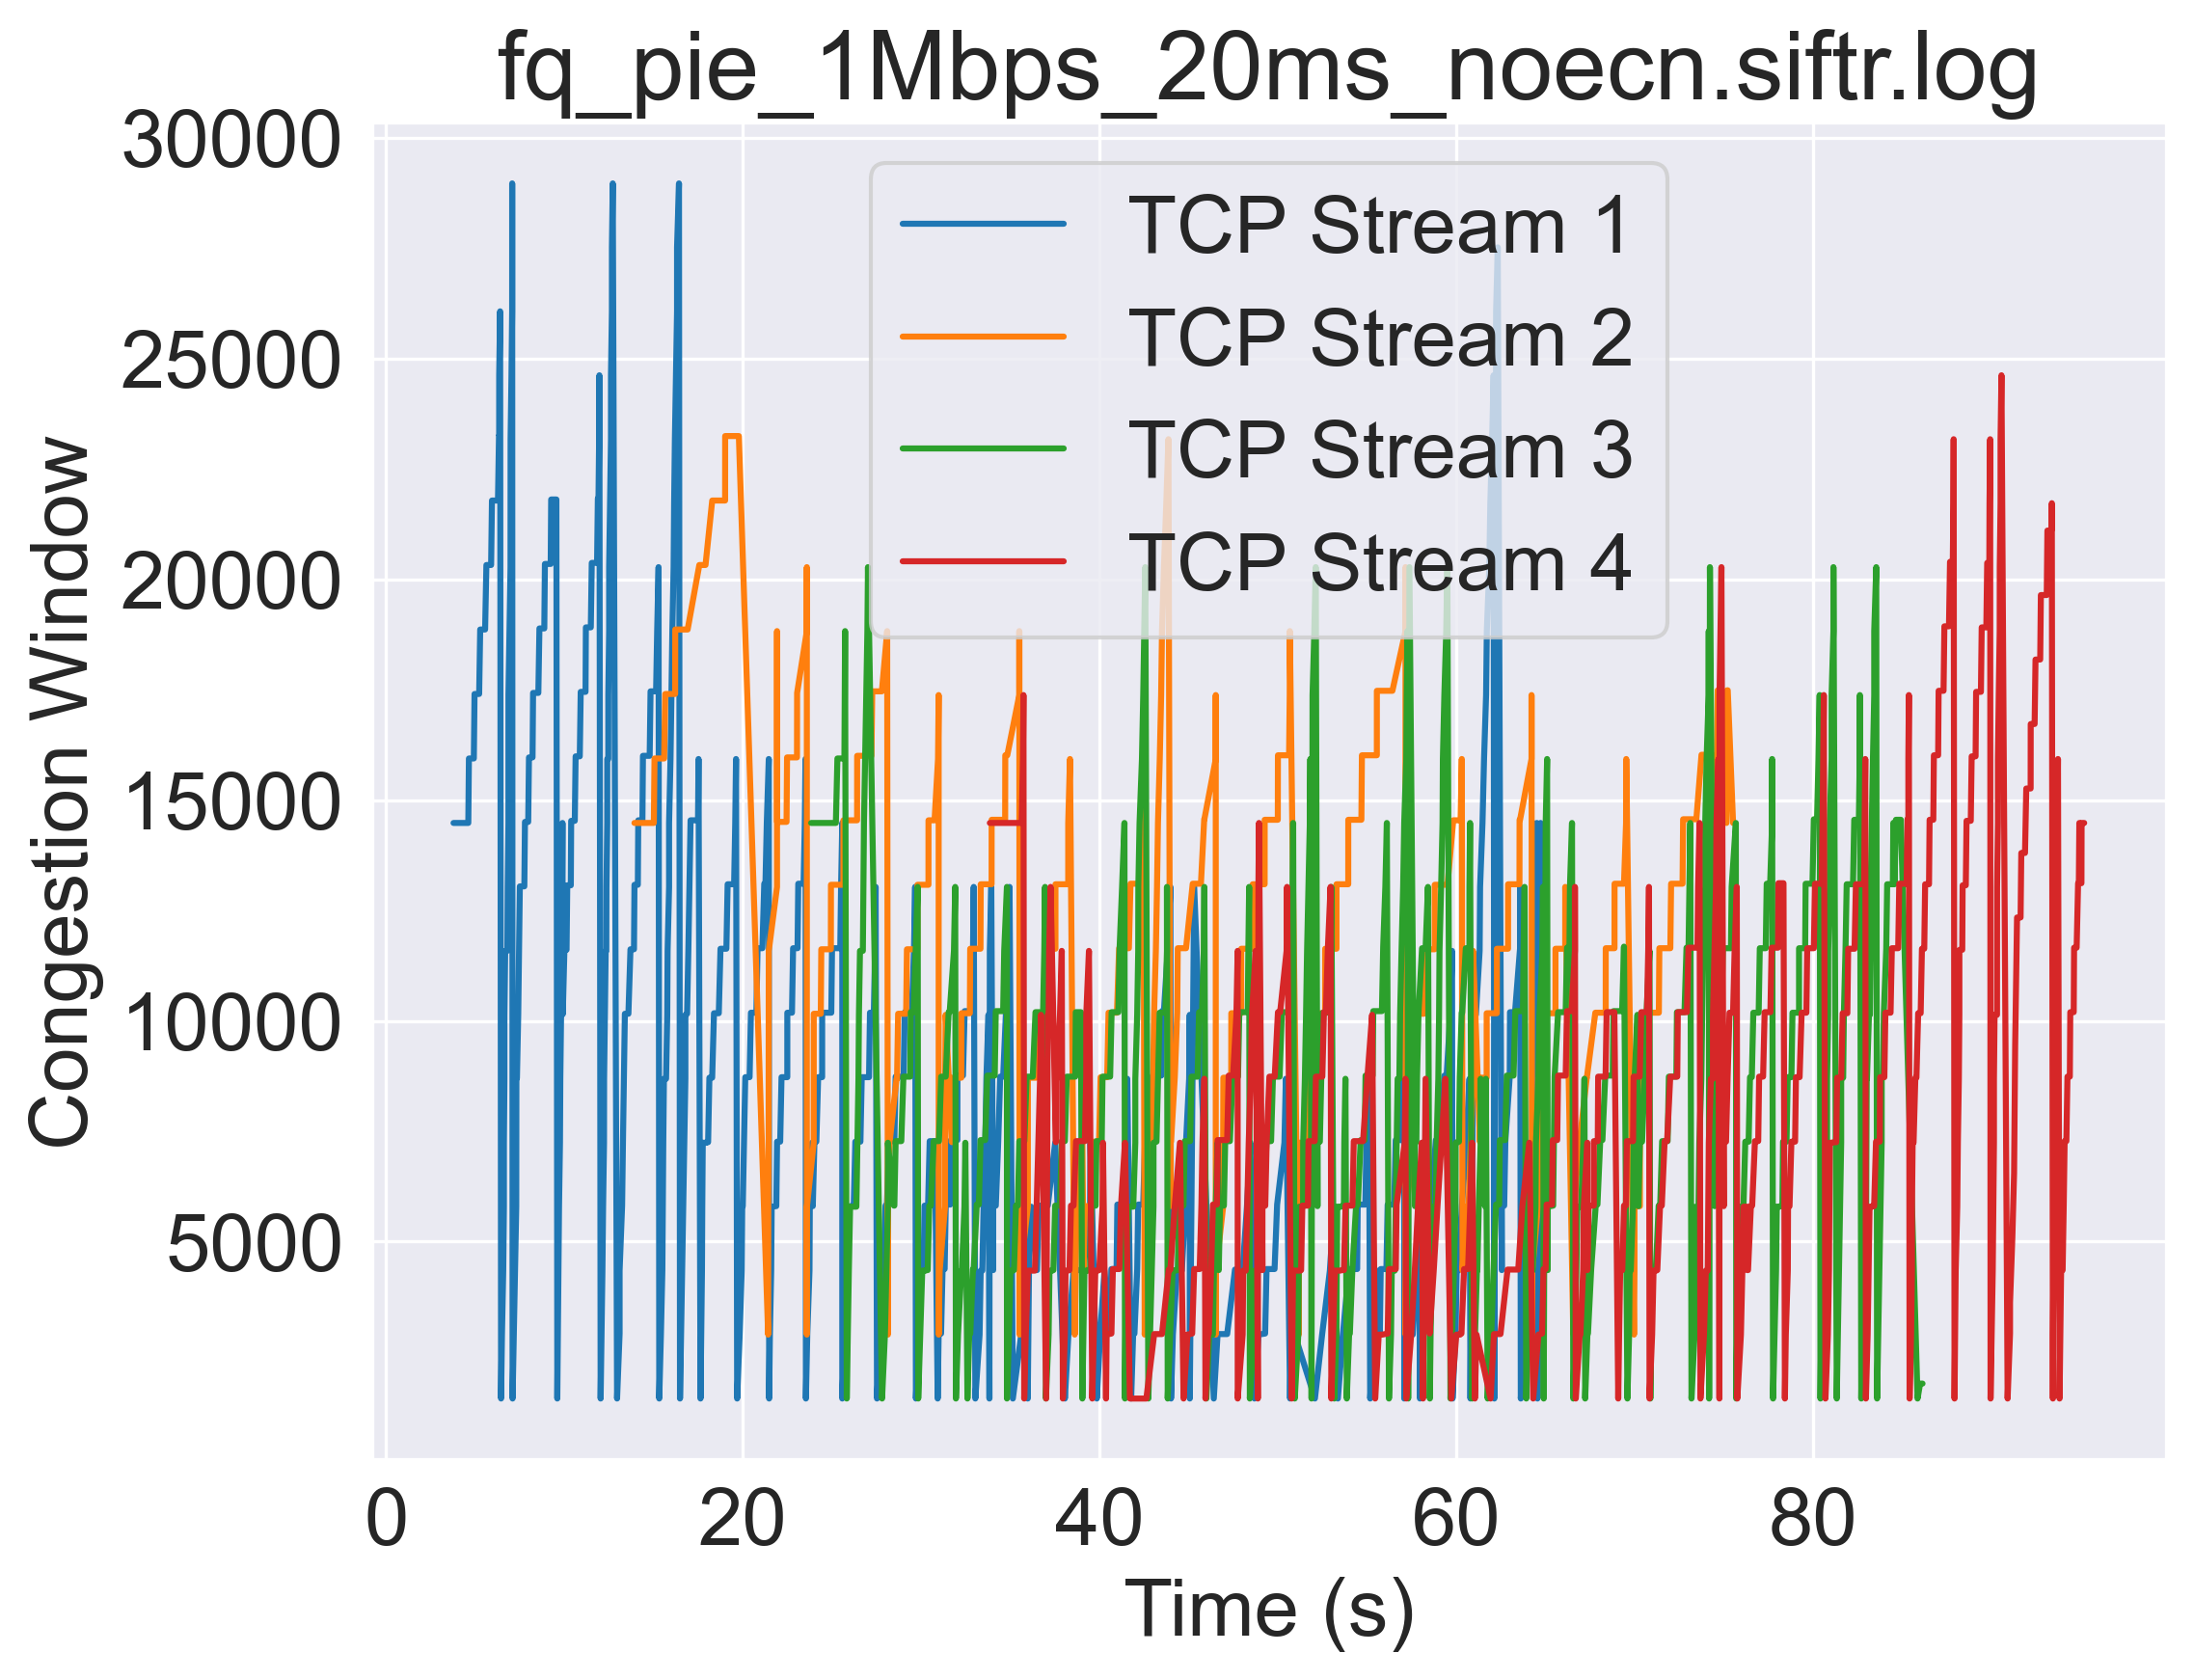 fq_pie_1Mbps_20ms_noecn.siftr.log
Congestion Window
30000
25000
20000
15000
10000
5000
TCP Stream 1
TCP Stream 2
TCP Stream 3
TCP Stream 4
0 20 40 60 80
Time (s)